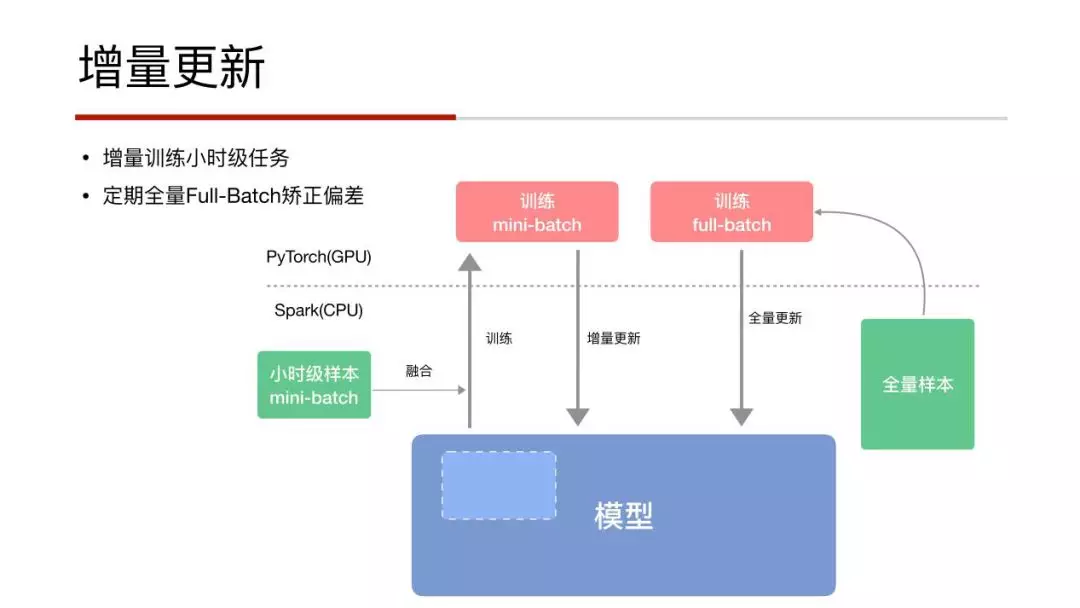 增量更新
• 增量训练小时级任务
• 定期全量Full-Batch矫正偏差
训练
mini-batch
训练
full-batch
PyTorch(GPU)
Spark(CPU)
训练
增量更新
全量更新
小时级样本
mini-batch
融合
全量样本
模型